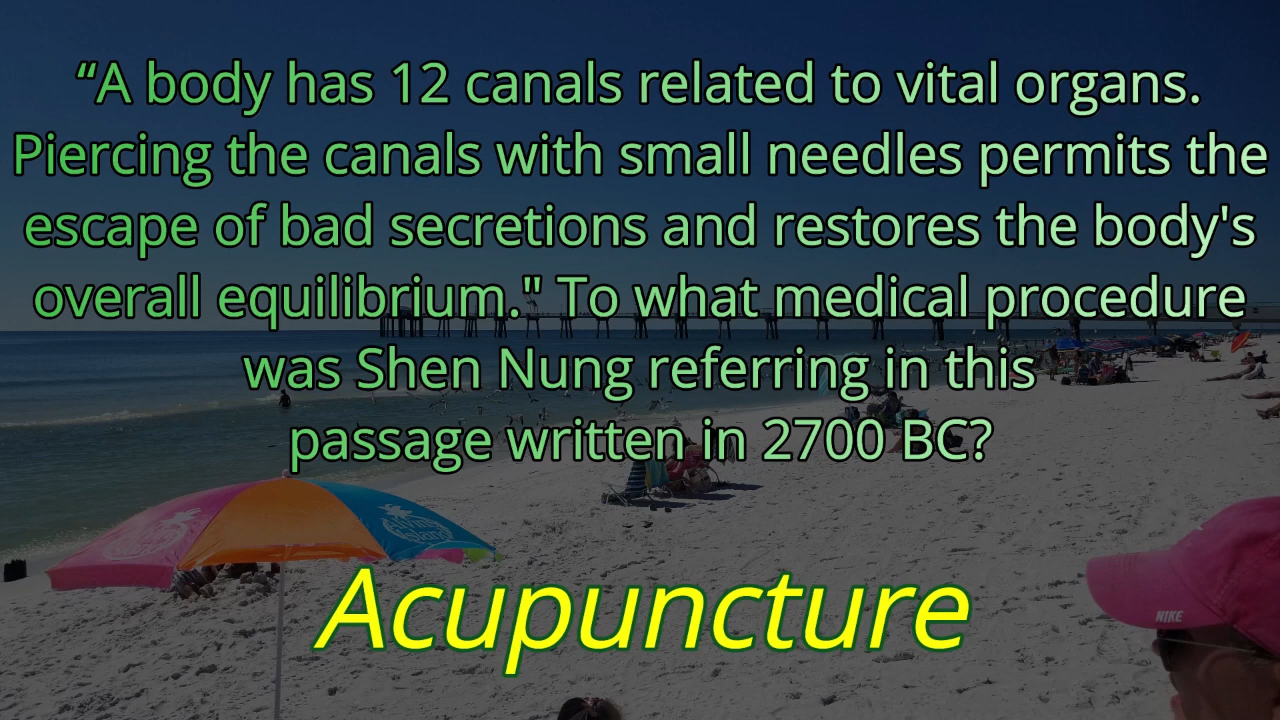 “A body has 12 canals related to vital organs.
Piercing the canals with small needles permits the
escape of bad secretions and restores the body's
overall equilibrium." To what medical procedure
was Shen Nung referring in this
passage written in 2700 BC?
Acupuncture
NIKE